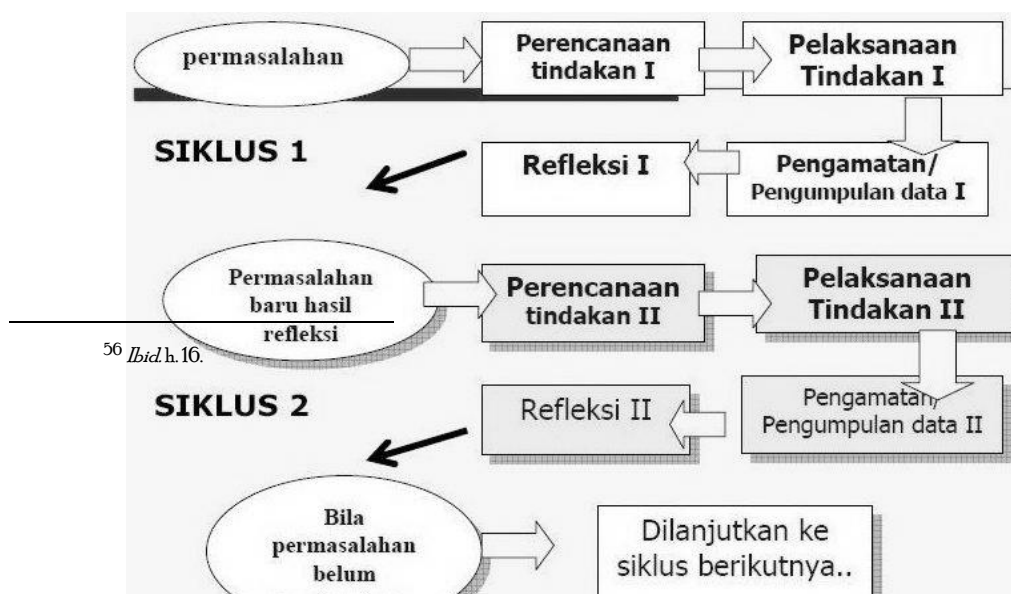 permasalahan
Perencanaan
tindakan I
Pelaksanaan
Tindakan I
SIKLUS 1
Refleksi I
Pengamatan/
Pengumpulan data I
Permasalahan
baru hasil
refleksi
Perencanaan
tindakan II
Pelaksanaan
Tindakan II
56 Ibid.h.16.
SIKLUS 2
Refleksi II
Pengamatan/
Pengumpulan data II
Bila
permasalahan
belum
Dilanjutkan ke
siklus berikutnya..